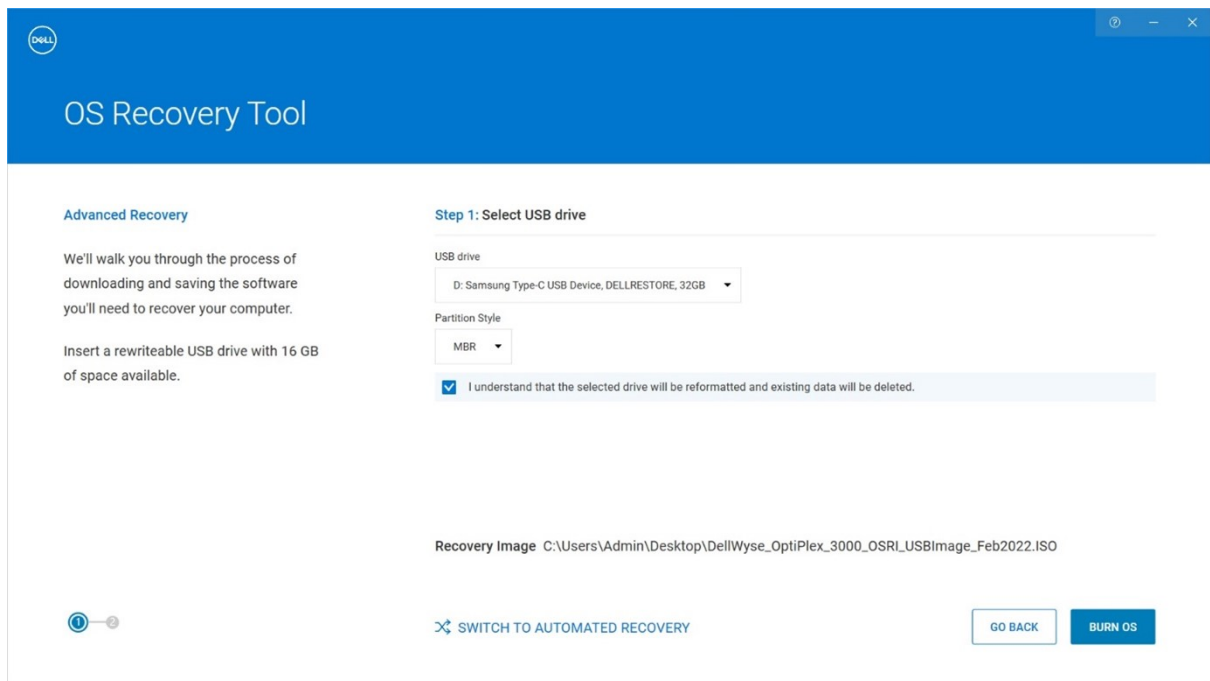 DELL
OS Recovery Tool
Advanced Recovery
We'll walk you through the process of
downloading and saving the software
you'll need to recover your computer.
Insert a rewriteable USB drive with 16 GB
of space available.
Step 1: Select USB drive
USB drive
D: Samsung Type-C USB Device, DELLRESTORE, 32GB
Partition Style
MBR
I understand that the selected drive will be reformatted and existing data will be deleted.
Recovery Image C:\Users\Admin\Desktop\DellWyse_OptiPlex_3000_OSRI_USBImage_Feb2022.ISO
1 2
SWITCH TO AUTOMATED RECOVERY
GO BACK
BURN OS